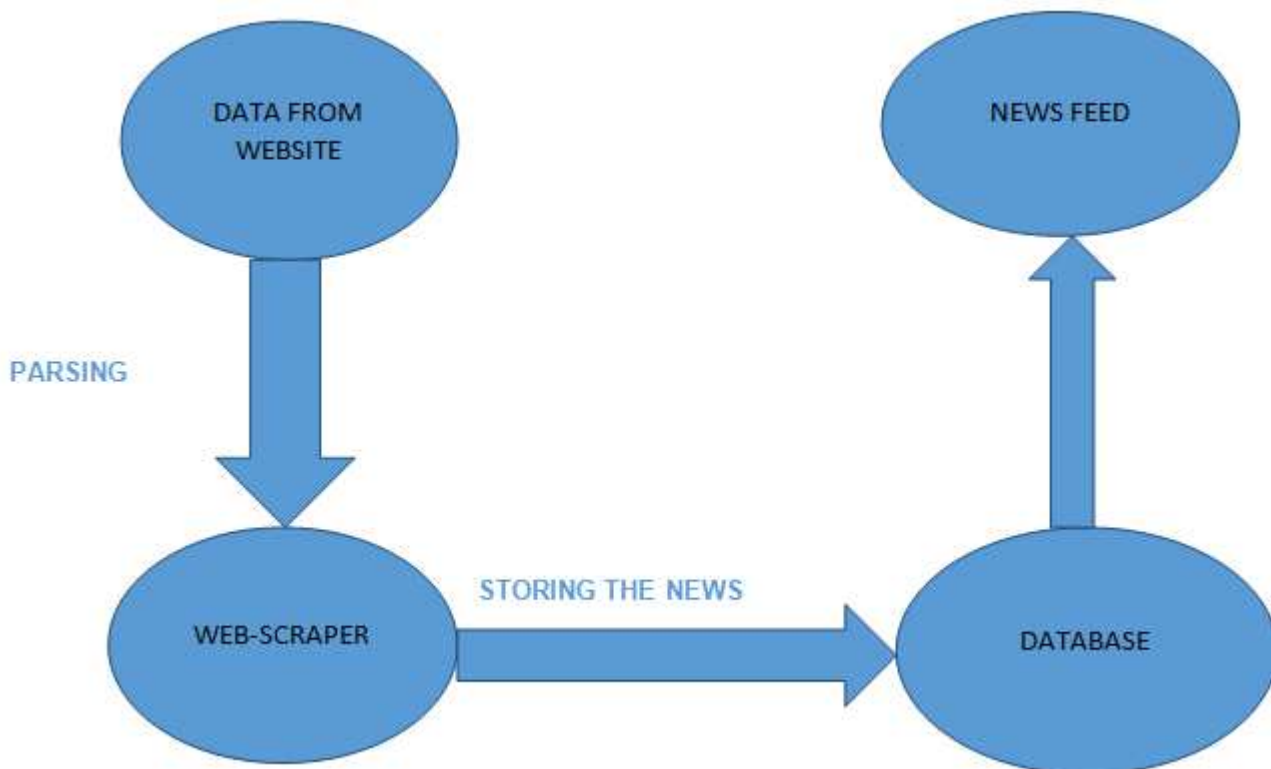 DATA FROM
WEBSITE
NEWS FEED
PARSING
STORING THE NEWS
WEB-SCRAPER
DATABASE